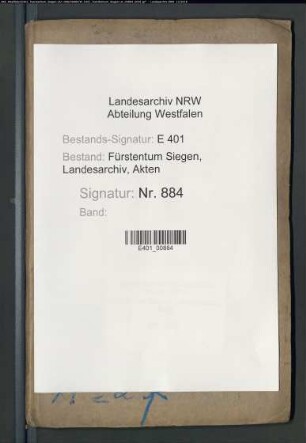 Landesarchiv NRW
Abteilung Westfalen
Bestands-Signatur: E 401
Bestand: Fürstentum Siegen,
Landesarchiv, Akten
Signatur: Nr. 884
Band:
E401_00884